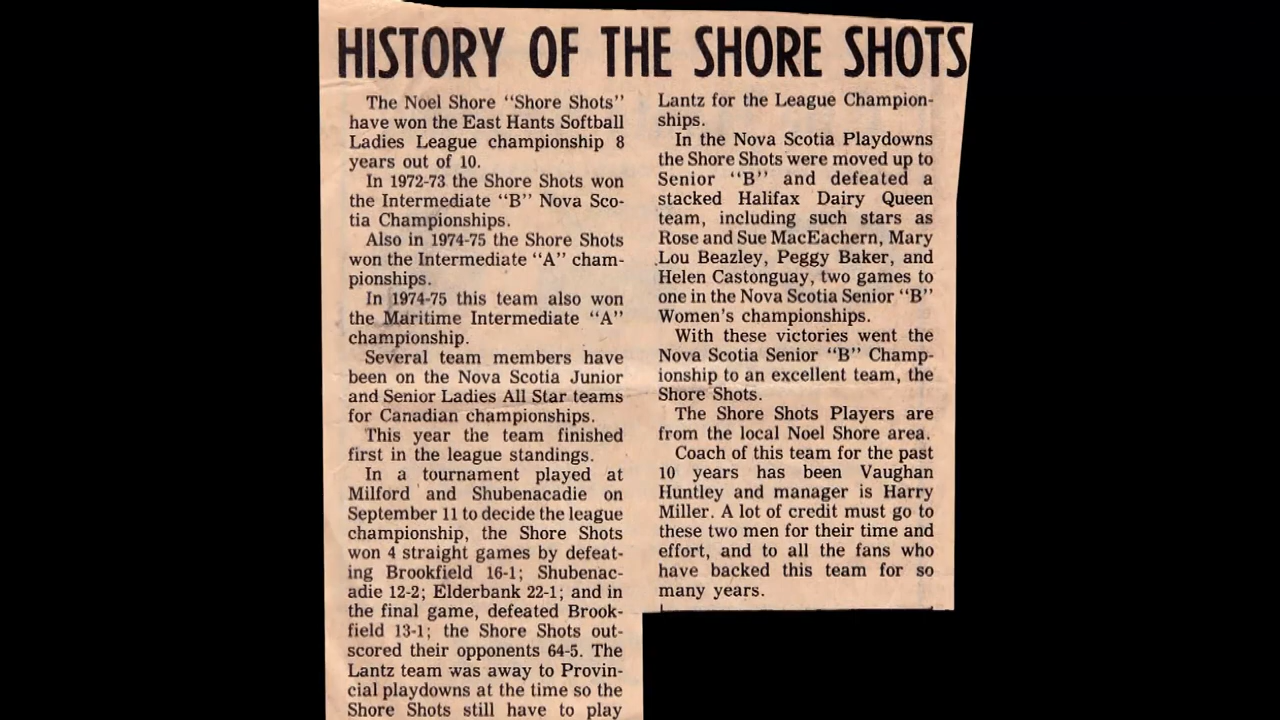 HISTORY OF THE SHORE SHOTS
The Noel Shore "Shore Shots"
have won the East Hants Softball
Ladies League championship 8
years out of 10.
In 1972-73 the Shore Shots won
the Intermediate "B" Nova Sco-
tia Championships.
Also in 1974-75 the Shore Shots
won the Intermediate "A" cham-
pionships.
In 1974-75 this team also won
the Maritime Intermediate "A"
championship.
Several team members have
been on the Nova Scotia Junior
and Senior Ladies All Star teams
for Canadian championships.
This year the team finished
first in the league standings.
In a tournament played at
Milford and Shubenacadie on
September 11 to decide the league
championship, the Shore Shots
won 4 straight games by defeat-
ing Brookfield 16-1; Shubenac-
adie 12-2; Elderbank 22-1; and in
the final game, defeated Brook-
field 13-1; the Shore Shots out-
scored their opponents 64-5. The
Lantz team was away to Provin-
cial playdowns at the time so the
Shore Shots still have to play
Lantz for the League Champion-
ships.
In the Nova Scotia Playdowns
the Shore Shots were moved up to
Senior "B" and defeated a
stacked Halifax Dairy Queen
team, including such stars as
Rose and Sue MacEachern, Mary
Lou Beazley, Peggy Baker, and
Helen Castonguay, two games to
one in the Nova Scotia Senior "B"
Women's championships.
With these victories went the
Nova Scotia Senior "B" Champ-
ionship to an excellent team, the
Shore Shots.
The Shore Shots Players are
from the local Noel Shore area.
Coach of this team for the past
10 years has been Vaughan
Huntley and manager is Harry
Miller. A lot of credit must go to
these two men for their time and
effort, and to all the fans who
have backed this team for so
many years.